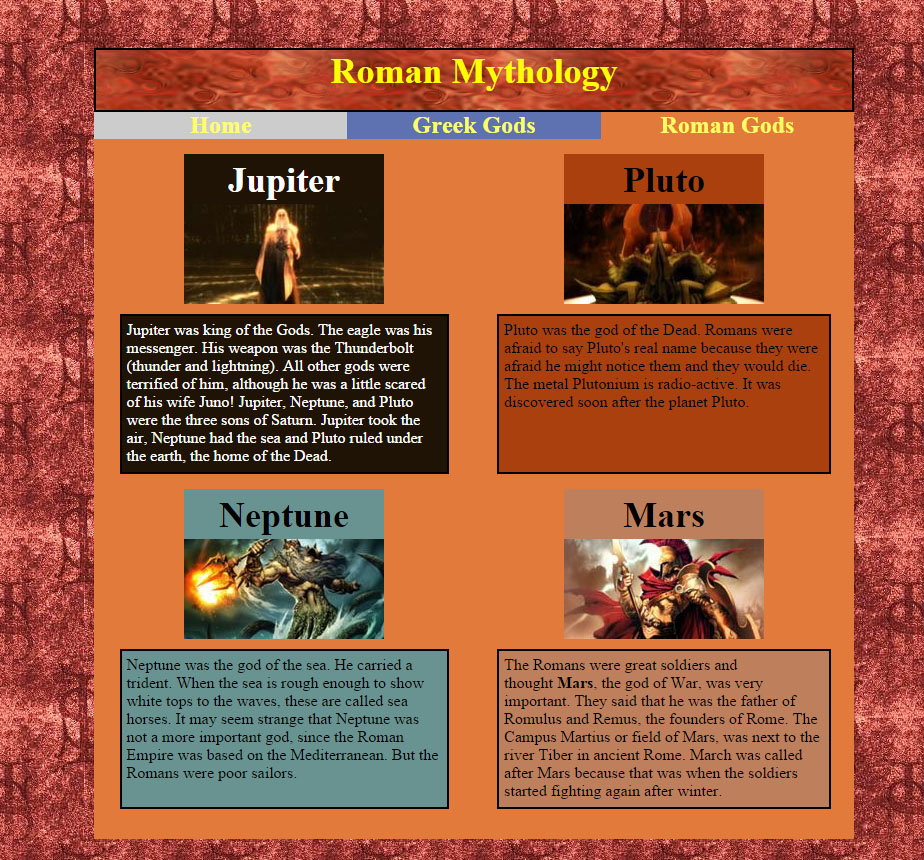 Roman Mythology
Home
Greek Gods
Roman Gods
Jupiter
Jupiter was king of the Gods. The eagle was his
messenger. His weapon was the Thunderbolt
(thunder and lightning). All other gods were
terrified of him, although he was a little scared
of his wife Juno! Jupiter, Neptune, and Pluto
were the three sons of Saturn. Jupiter took the
air, Neptune had the sea and Pluto ruled under
the earth, the home of the Dead.
Pluto
Pluto was the god of the Dead. Romans were
afraid to say Pluto's real name because they were
afraid he might notice them and they would die.
The metal Plutonium is radio-active. It was
discovered soon after the planet Pluto.
Neptune
Neptune was the god of the sea. He carried a
trident. When the sea is rough enough to show
white tops to the waves, these are called sea
horses. It may seem strange that Neptune was
not a more important god, since the Roman
Empire was based on the Mediterranean. But the
Romans were poor sailors.
Mars
The Romans were great soldiers and
thought Mars, the god of War, was very
important. They said that he was the father of
Romulus and Remus, the founders of Rome. The
Campus Martius or field of Mars, was next to the
river Tiber in ancient Rome. March was called
after Mars because that was when the soldiers
started fighting again after winter.